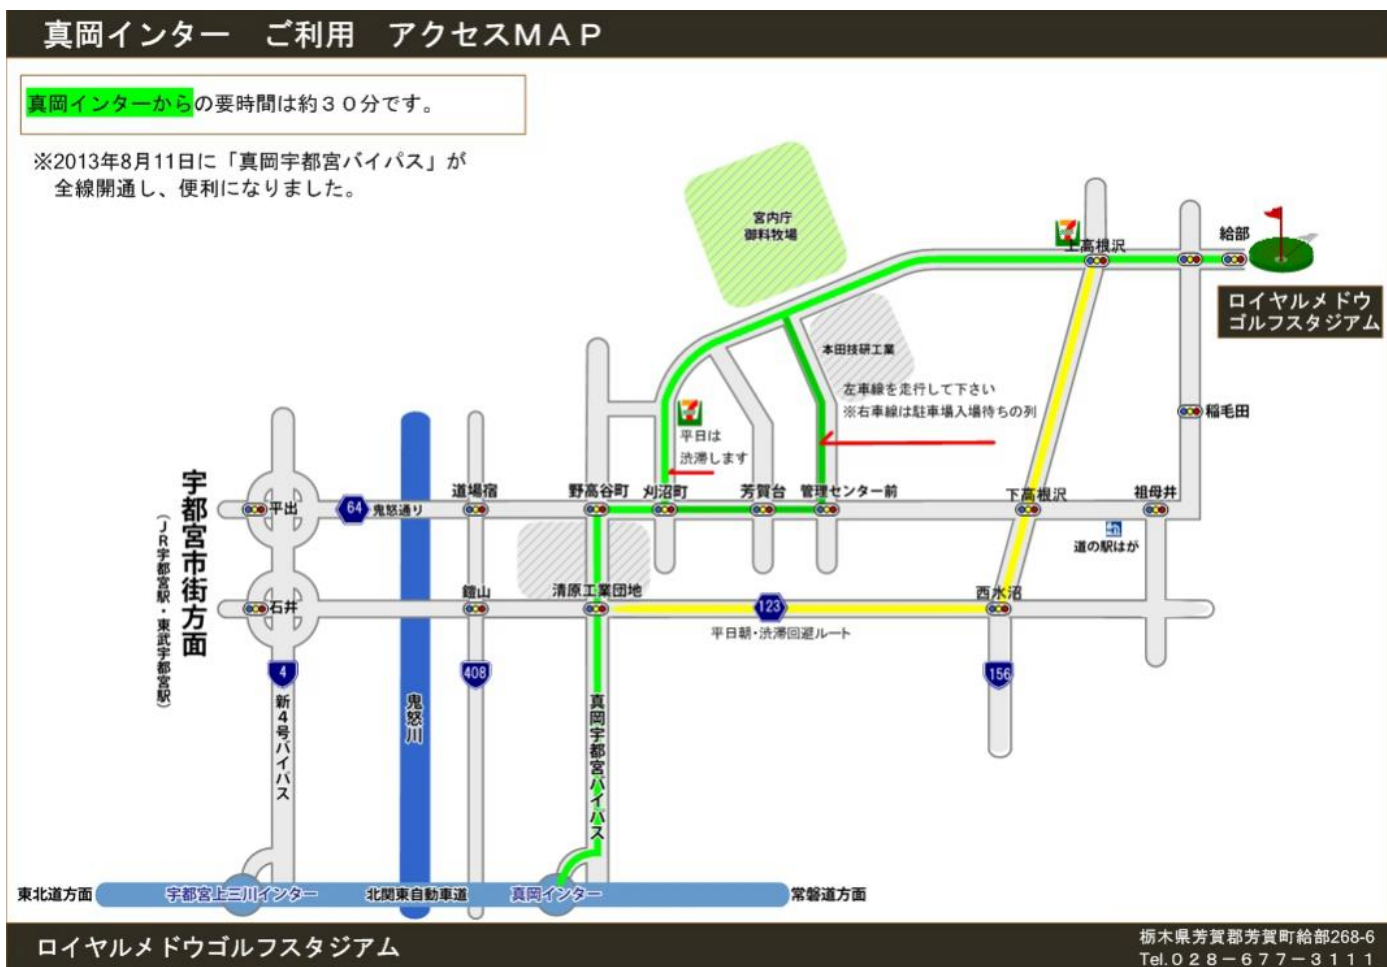 真岡インター　ご利用　アクセスＭＡＰ
真岡インターからの要時間は約３０分です。
※2013年8月11日に「真岡宇都宮バイパス」が
全線開通し、便利になりました。
宮内庁
御料牧場
上高根沢
給部
ロイヤルメドウ
ゴルフスタジアム
本田技研工業
左車線を走行して下さい
※右車線は駐車場入場待ちの列
稲毛田
平日は
渋滞します
宇都宮市街方面
（ＪＲ宇都宮駅・東武宇都宮駅）
平出
64
鬼怒通り
道場宿
野高谷町
刈沼町
芳賀台
管理センター前
下高根沢
祖母井
道の駅はが
石井
鐺山
清原工業団地
123
平日朝・渋滞回避ルート
西水沼
4
新４号バイパス
鬼怒川
408
真岡宇都宮バイパス
156
東北道方面
宇都宮上三川インター
北関東自動車道
真岡インター
常磐道方面
ロイヤルメドウゴルフスタジアム
栃木県芳賀郡芳賀町給部268-6
Tel.０２８－６７７－３１１１